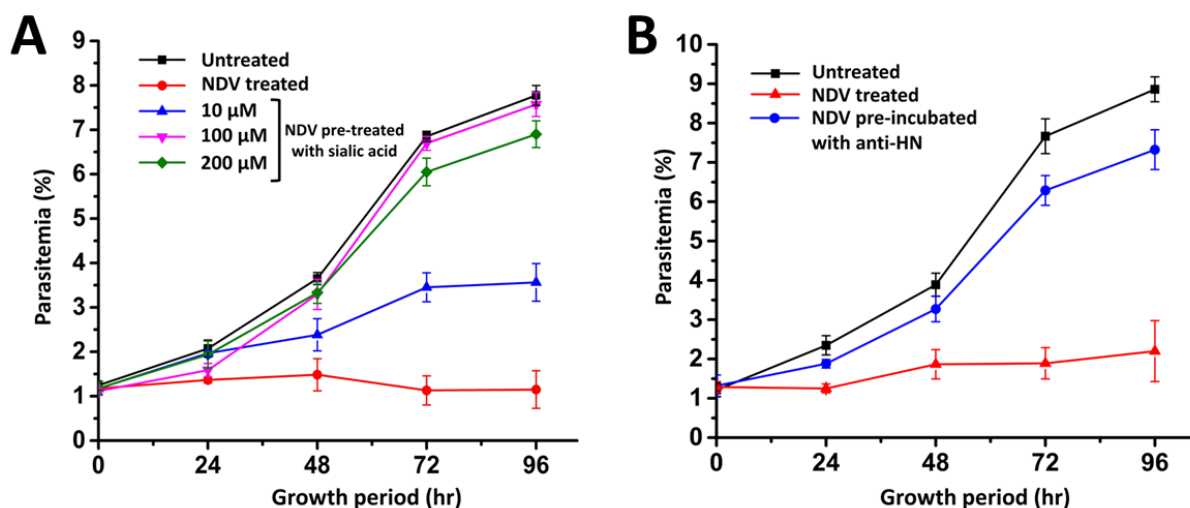 A
Parasitemia (%)
9
8
7
6
5
4
3
2
1
0
Untreated
NDV treated
10 μM
100 μM
200 μM
NDV pre-treated
with sialic acid
0 24 48 72 96
Growth period (hr)
B
Parasitemia (%)
10
9
8
7
6
5
4
3
2
1
0
Untreated
NDV treated
NDV pre-incubated
with anti-HN
0 24 48 72 96
Growth period (hr)